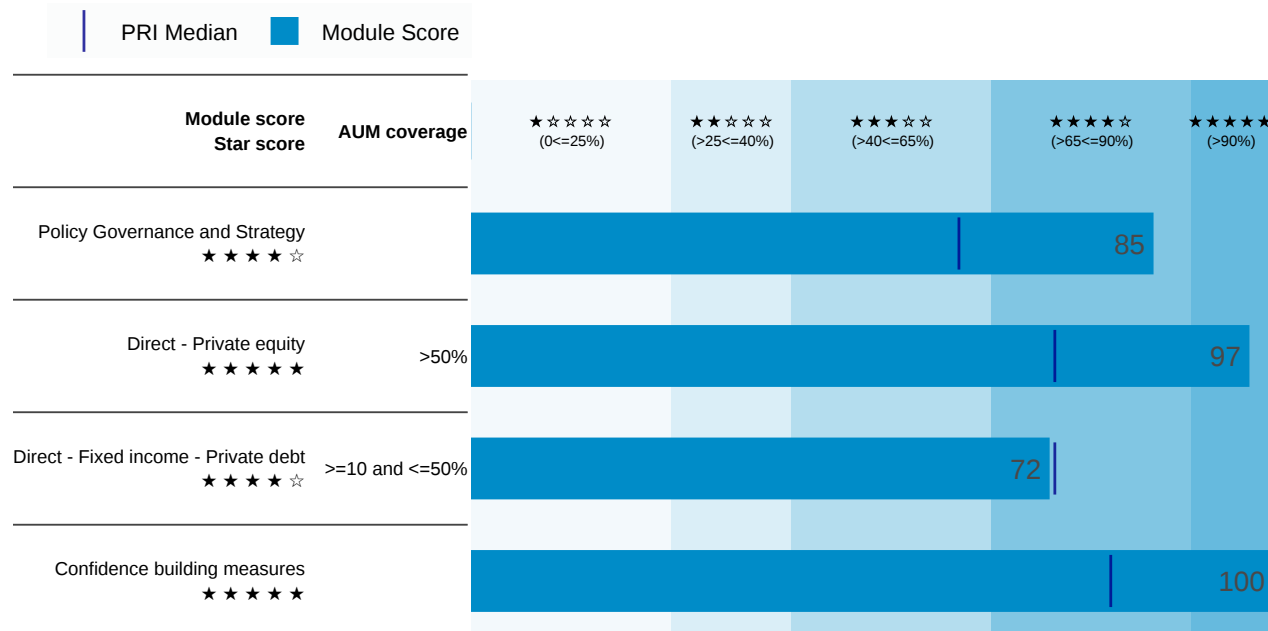 PRI Median
Module Score
Module score
Star score
AUM coverage
★☆☆☆☆
(0<=25%)
★★☆☆☆
(>25<=40%)
★★★☆☆
(>40<=65%)
★★★★☆
(>65<=90%)
★★★★★
(>90%)
Policy Governance and Strategy
★★★★☆
85
Direct - Private equity
★★★★★
>50%
97
Direct - Fixed income - Private debt
★★★★☆
>=10 and <=50%
72
Confidence building measures
★★★★★
100